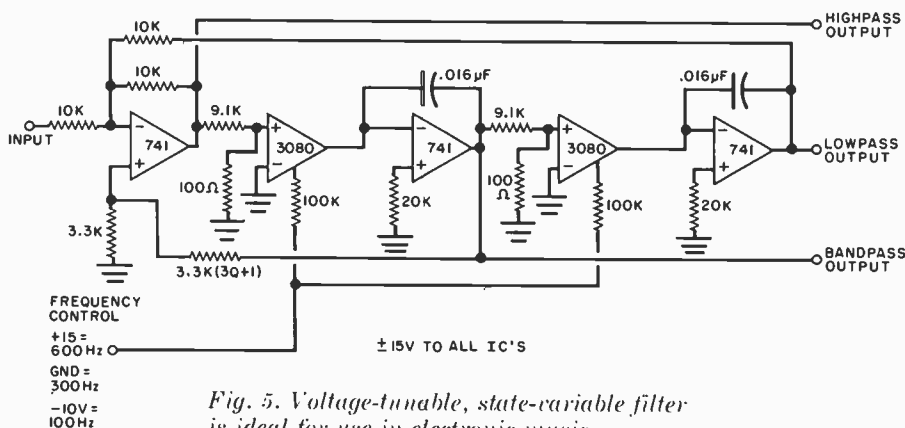 10K
HIGHPASS
OUTPUT
10K
.016µF
.016µF
10K
9.1K
9.1K
INPUT
-
+
741
+
-
3080
-
+
741
+
-
3080
-
+
741
LOWPASS
OUTPUT
100Ω
100K
20K
100
Ω
100K
20K
3.3K
3.3K(3Q+1)
BANDPASS
OUTPUT
FREQUENCY
CONTROL
+15=
600Hz
GND=
300Hz
-10V=
100Hz
±15V TO ALL IC'S
Fig. 5. Voltage-tunable, state-variable filter
is ideal for use in electronic music